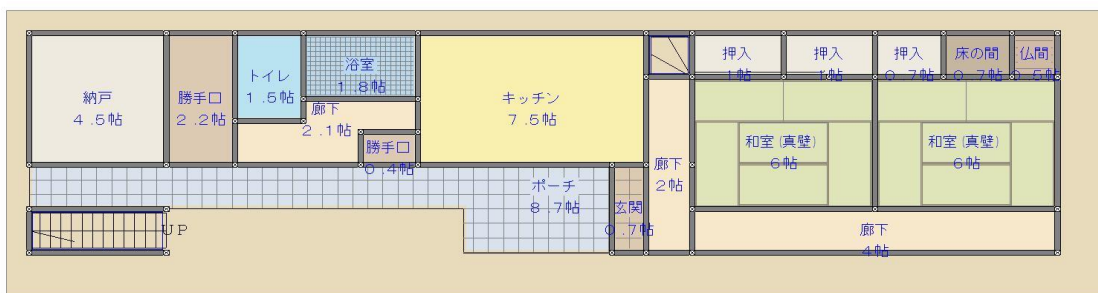 納戸
4.5帖
勝手口
2.2帖
トイレ
1.5帖
浴室
1.8帖
廊下
2.1帖
勝手口
0.4帖
キッチン
7.5帖
ポーチ
8.7帖
玄関
0.7帖
廊下
2帖
押入
1帖
押入
1帖
押入
0.7帖
床の間
0.7帖
仏間
0.5帖
和室(真壁)
6帖
和室(真壁)
6帖
廊下
4帖
UP